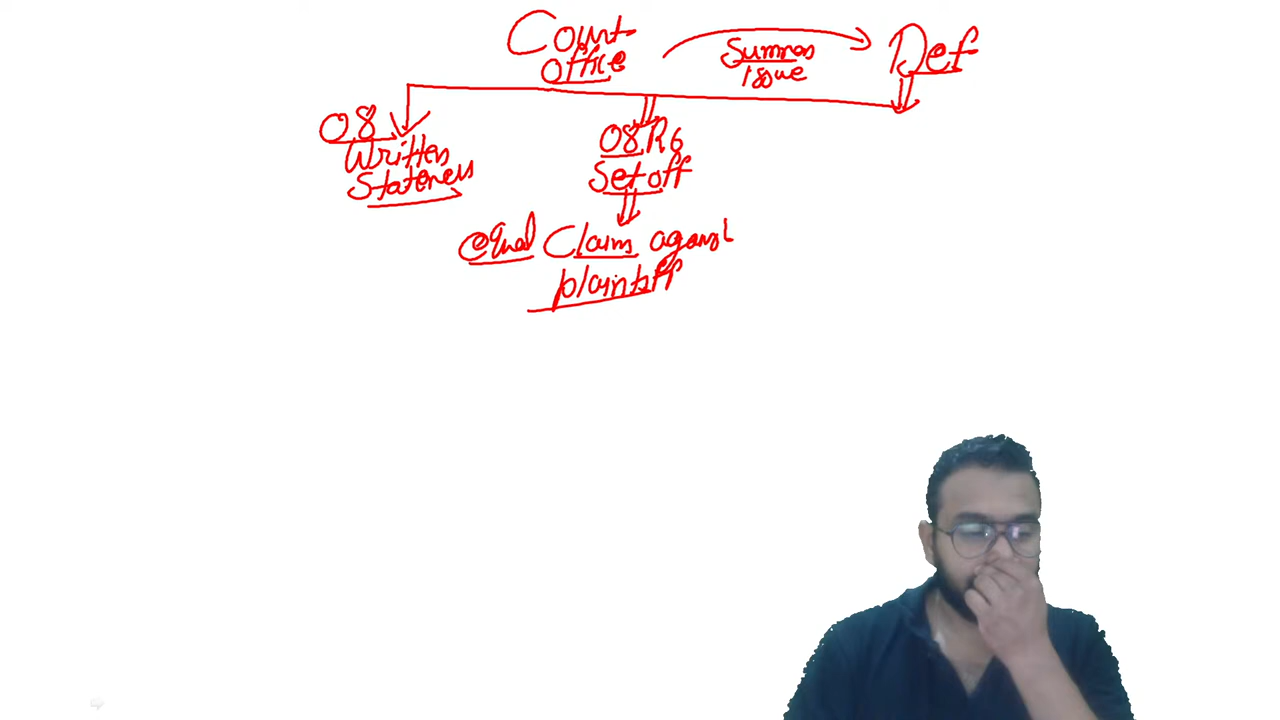 Court office
Summons issue
Def
O8 Written Statement
O8 R6 Set off
equal Claim against plaintiff